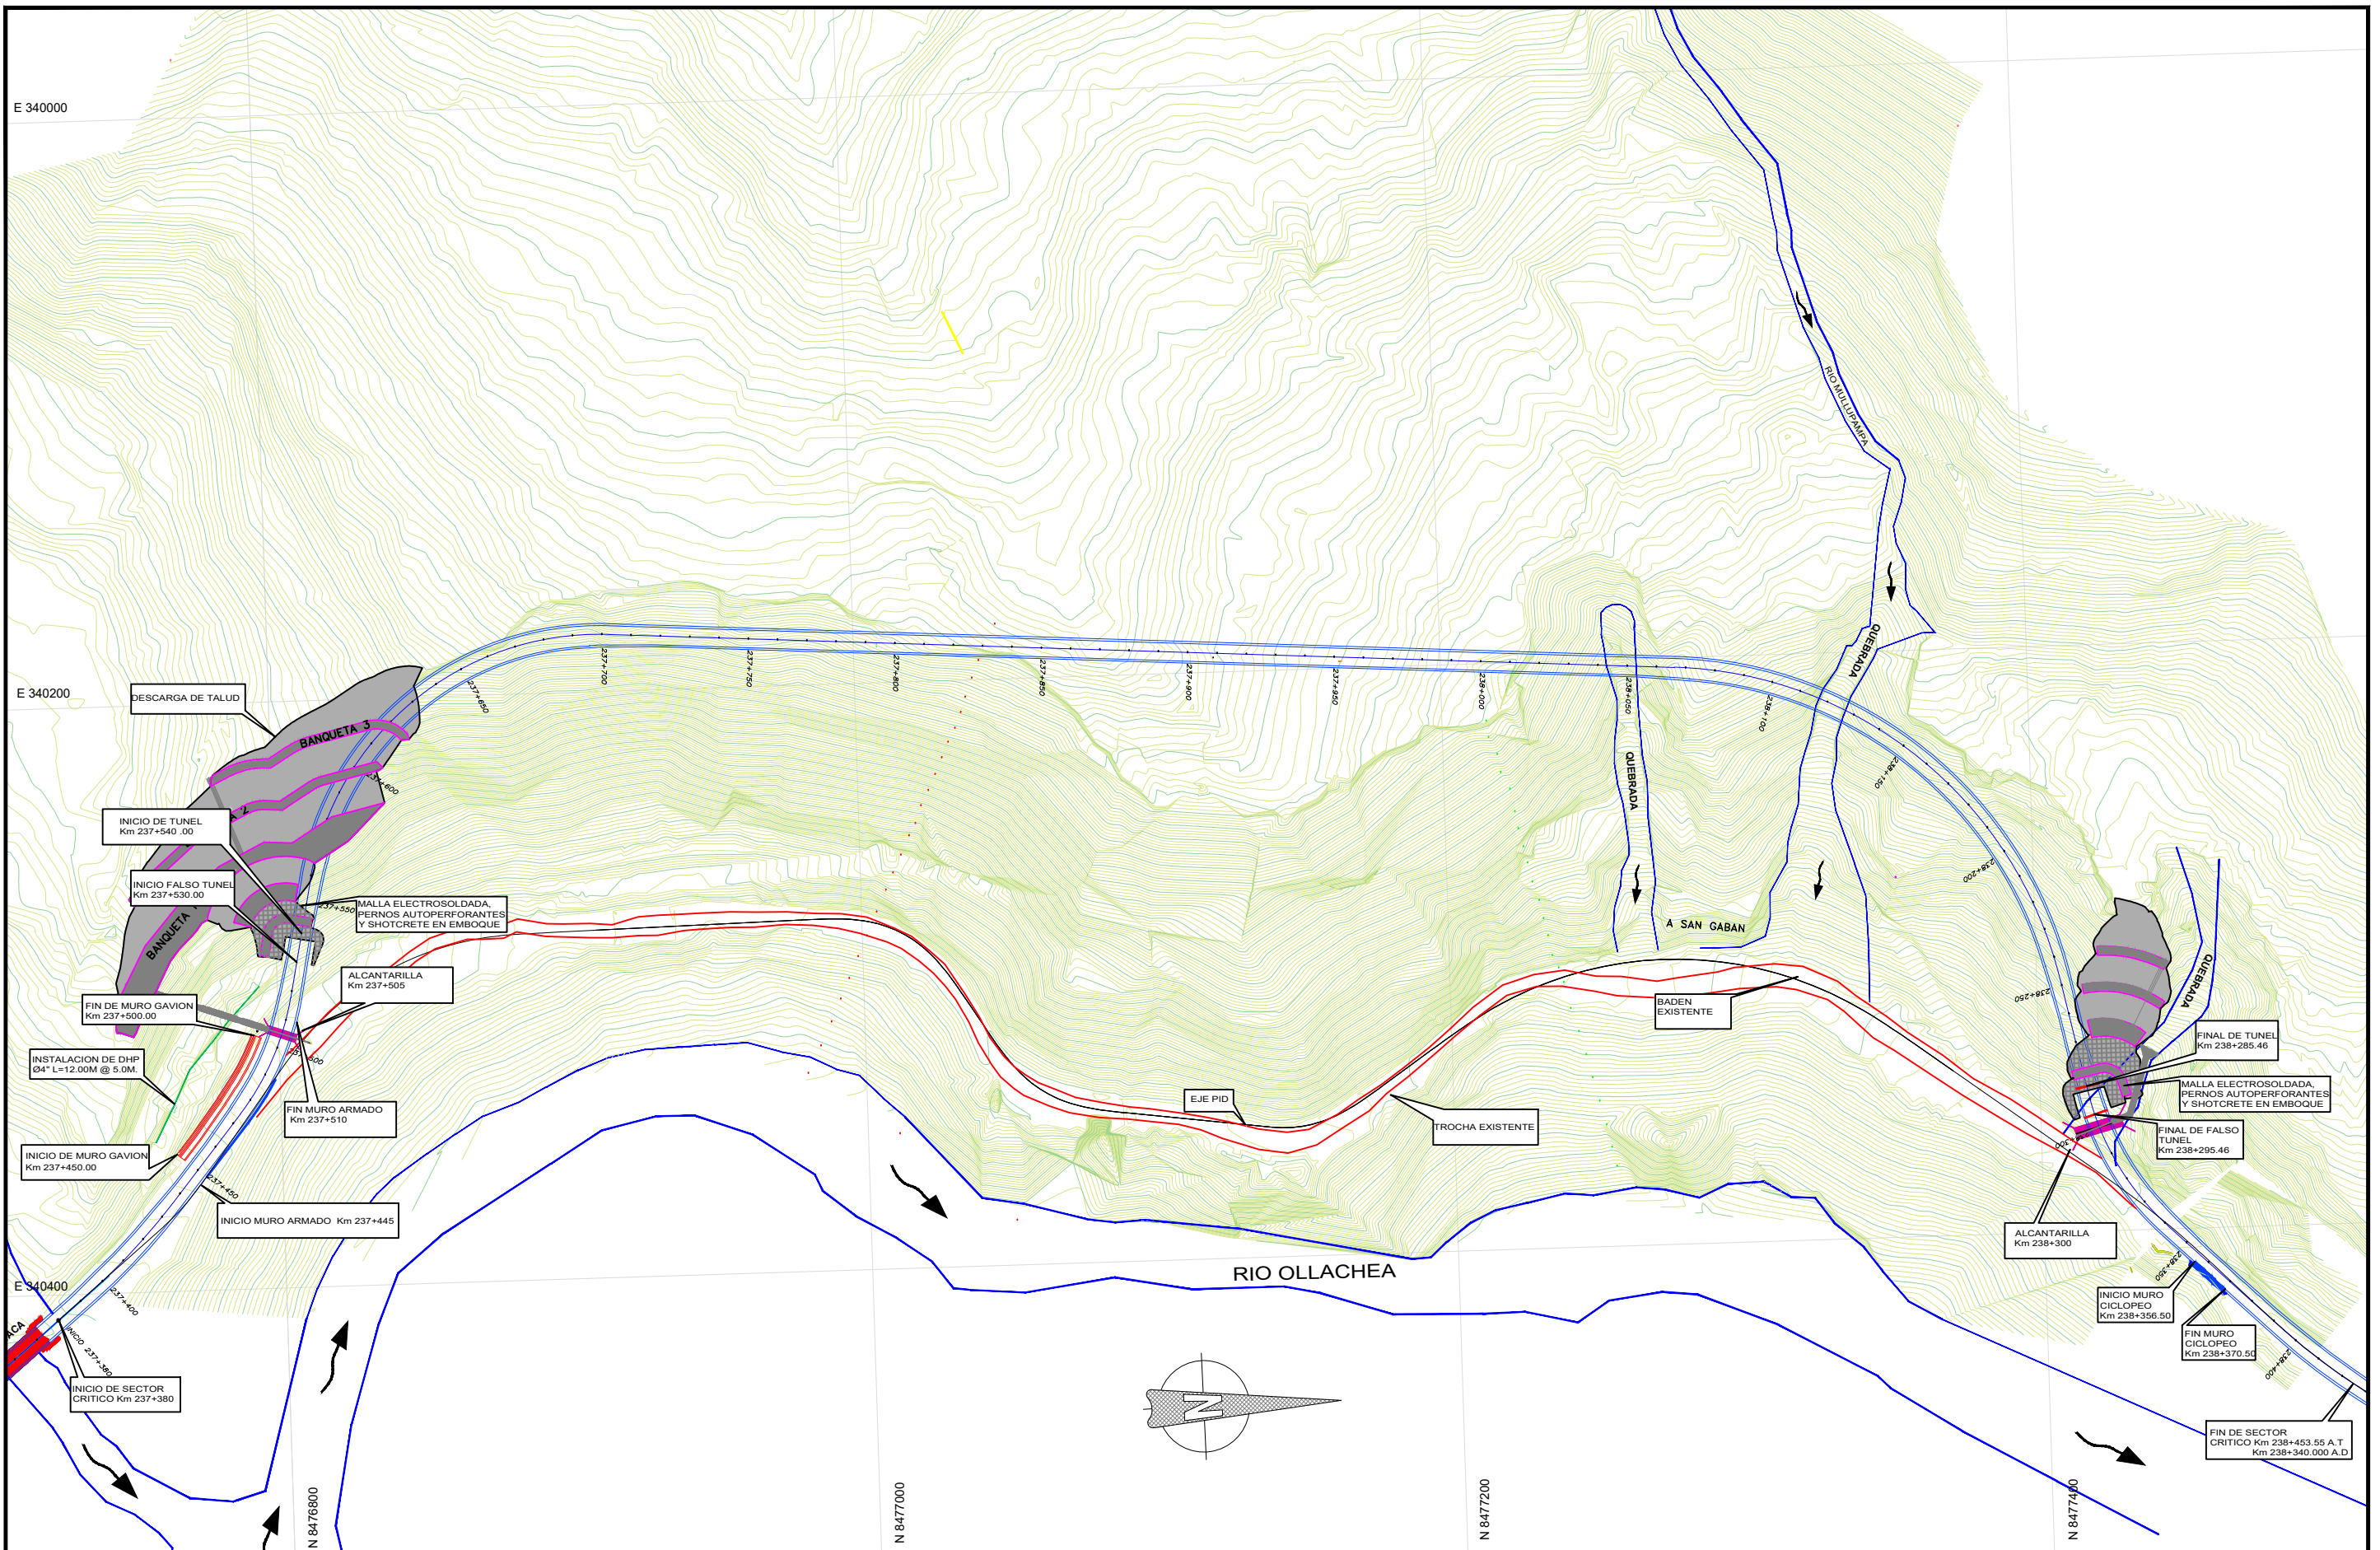 E 340000
RIO MULLUPAMPA
E 340200
DESCARGA DE TALUD
BANQUETA 3
237+600
237+650
237+700
237+750
237+800
237+850
237+900
237+950
238+000
238+050
238+100
238+150
238+200
238+250
QUEBRADA
QUEBRADA
QUEBRADA
INICIO DE TUNEL
Km 237+540 .00
INICIO FALSO TUNEL
Km 237+530.00
237+550
MALLA ELECTROSOLDADA,
PERNOS AUTOPERFORANTES
Y SHOTCRETE EN EMBOQUE
BANQUETA
A SAN GABAN
ALCANTARILLA
Km 237+505
FIN DE MURO GAVION
Km 237+500.00
BADEN
EXISTENTE
FINAL DE TUNEL
Km 238+285.46
INSTALACION DE DHP
Ø4" L=12.00M @ 5.0M.
MALLA ELECTROSOLDADA,
PERNOS AUTOPERFORANTES
Y SHOTCRETE EN EMBOQUE
EJE PID
FIN MURO ARMADO
Km 237+510
TROCHA EXISTENTE
FINAL DE FALSO
TUNEL
Km 238+295.46
INICIO DE MURO GAVION
Km 237+450.00
237+450
INICIO MURO ARMADO Km 237+445
ALCANTARILLA
Km 238+300
RIO OLLACHEA
E 340400
237+400
238+350
INICIO MURO
CICLOPEO
Km 238+356.50
FIN MURO
CICLOPEO
Km 238+370.50
238+400
ACA
INICIO 237+380
INICIO DE SECTOR
CRITICO Km 237+380
N
FIN DE SECTOR
CRITICO Km 238+453.55 A.T
Km 238+340.000 A.D
N 8476800
N 8477000
N 8477200
N 8477400